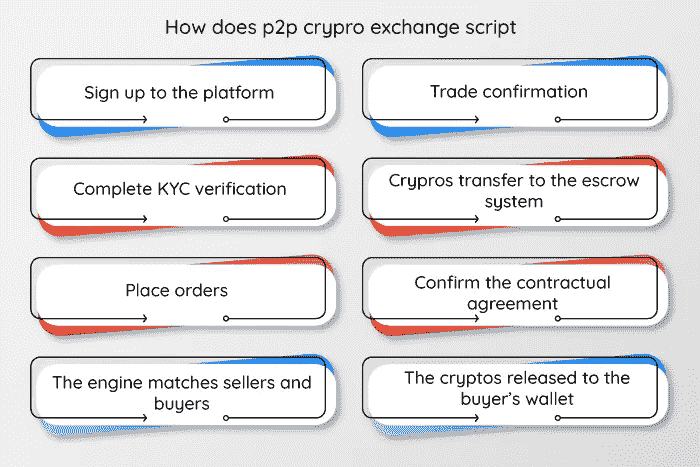 How does p2p crypro exchange script
Sign up to the platform
Complete KYC verification
Place orders
The engine matches sellers and
buyers
Trade confirmation
Crypros transfer to the escrow
system
Confirm the contractual
agreement
The cryptos released to the
buyer's wallet